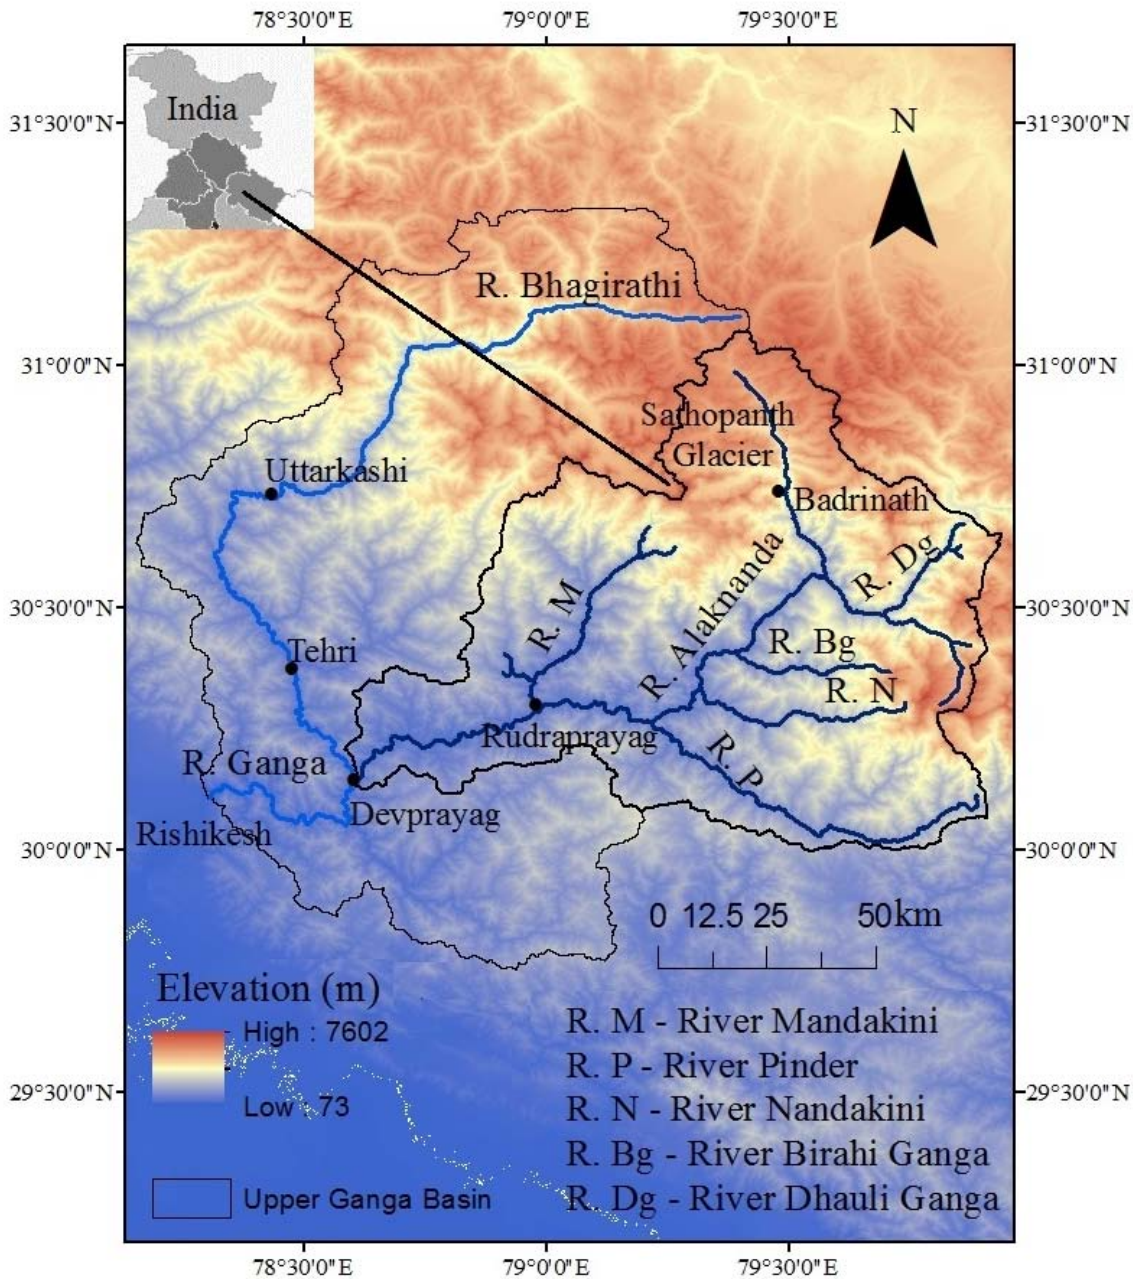 78°30'0"E
79°0'0"E
79°30'0"E
India
31°30'0"N
31°30'0"N
N
R. Bhagirathi
31°0'0"N
31°0'0"N
Sathopanth
Glacier
Uttarkashi
Badrinath
R. Dg
R. Alaknanda
R. M
30°30'0"N
30°30'0"N
R. Bg
Tehri
R. N
Rudraprayag
R. P
R. Ganga
Devprayag
Rishikesh
30°0'0"N
30°0'0"N
0 12.5 25 50km
Elevation (m)
High : 7602
Low : 73
R. M - River Mandakini
R. P - River Pinder
R. N - River Nandakini
R. Bg - River Birahi Ganga
R. Dg - River Dhauli Ganga
29°30'0"N
29°30'0"N
Upper Ganga Basin
78°30'0"E
79°0'0"E
79°30'0"E